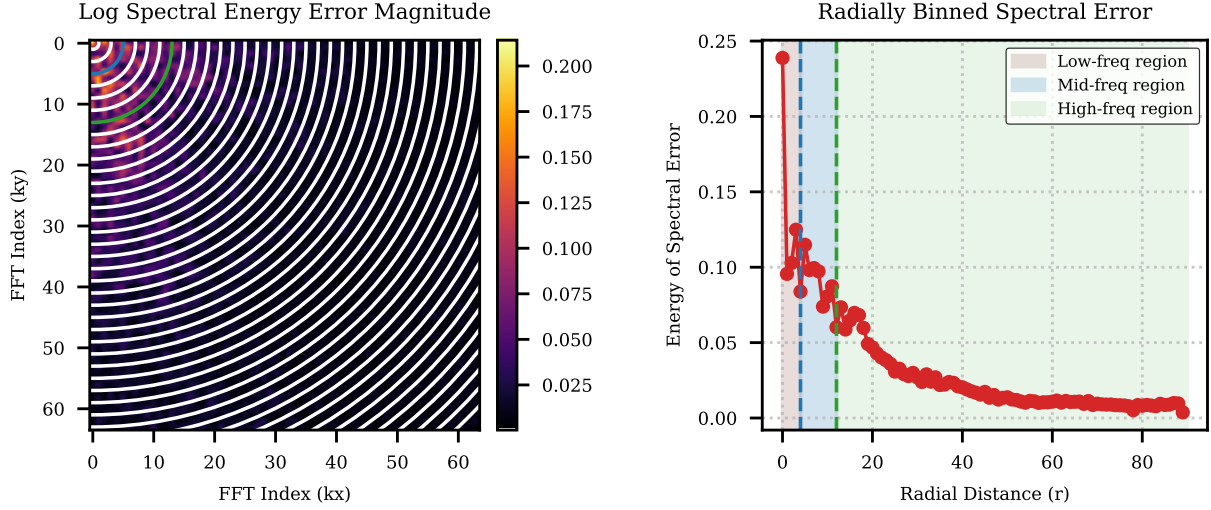 Log Spectral Energy Error Magnitude
0
10
20
30
40
50
60
FFT Index (ky)
0 10 20 30 40 50 60
FFT Index (kx)
0.200
0.175
0.150
0.125
0.100
0.075
0.050
0.025
Radially Binned Spectral Error
0.25
0.20
0.15
0.10
0.05
0.00
Energy of Spectral Error
Low-freq region
Mid-freq region
High-freq region
0 20 40 60 80
Radial Distance (r)